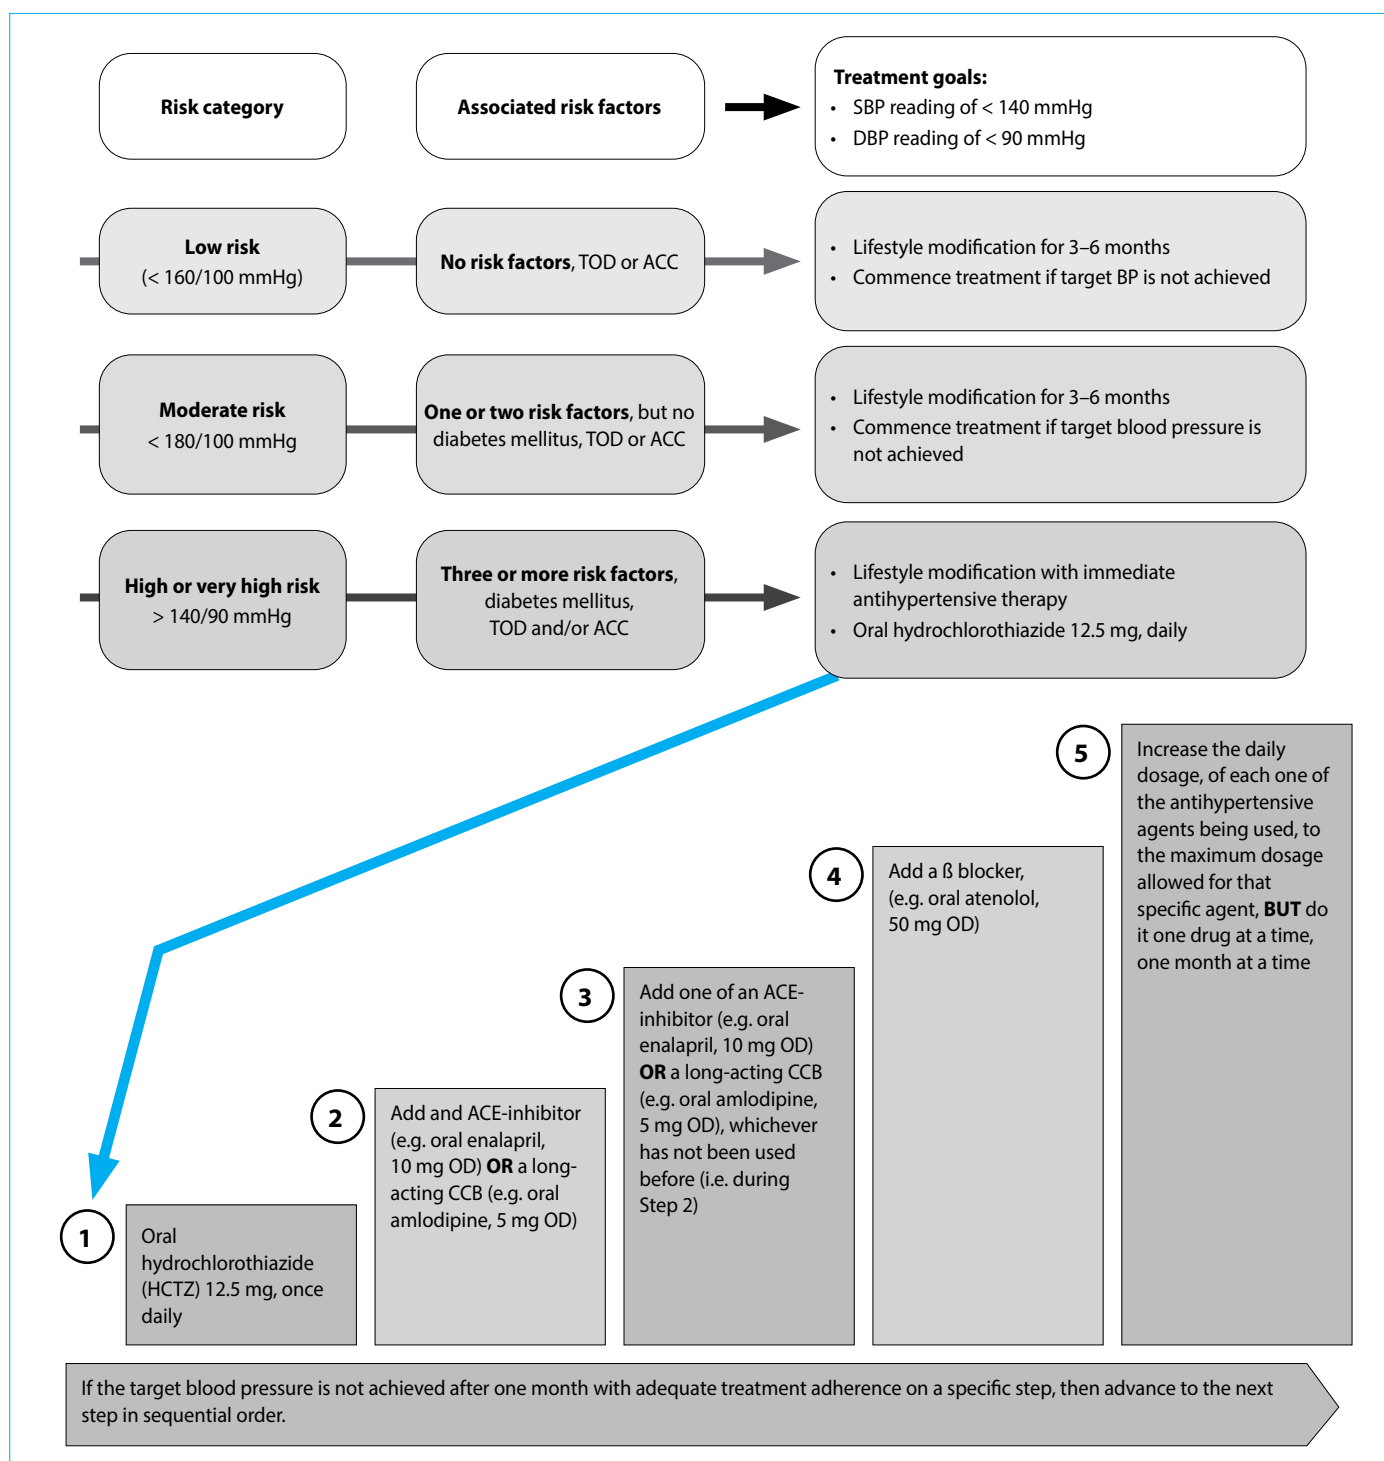 Risk category
Associated risk factors
Treatment goals:
• SBP reading of < 140 mmHg
• DBP reading of < 90 mmHg
Low risk
(< 160/100 mmHg)
No risk factors, TOD or ACC
• Lifestyle modification for 3–6 months
• Commence treatment if target BP is not achieved
Moderate risk
< 180/100 mmHg
One or two risk factors, but no
diabetes mellitus, TOD or ACC
• Lifestyle modification for 3–6 months
• Commence treatment if target blood pressure is
not achieved
High or very high risk
> 140/90 mmHg
Three or more risk factors,
diabetes mellitus,
TOD and/or ACC
• Lifestyle modification with immediate
antihypertensive therapy
• Oral hydrochlorothiazide 12.5 mg, daily
1
Oral
hydrochlorothiazide
(HCTZ) 12.5 mg, once
daily
2
Add and ACE-inhibitor
(e.g. oral enalapril,
10 mg OD) OR a long-
acting CCB (e.g. oral
amlodipine, 5 mg OD)
3
Add one of an ACE-
inhibitor (e.g. oral
enalapril, 10 mg OD)
OR a long-acting CCB
(e.g. oral amlodipine,
5 mg OD), whichever
has not been used
before (i.e. during
Step 2)
4
Add a ß blocker,
(e.g. oral atenolol,
50 mg OD)
5
Increase the daily
dosage, of each one of
the antihypertensive
agents being used, to
the maximum dosage
allowed for that
specific agent, BUT do
it one drug at a time,
one month at a time
If the target blood pressure is not achieved after one month with adequate treatment adherence on a specific step, then advance to the next
step in sequential order.